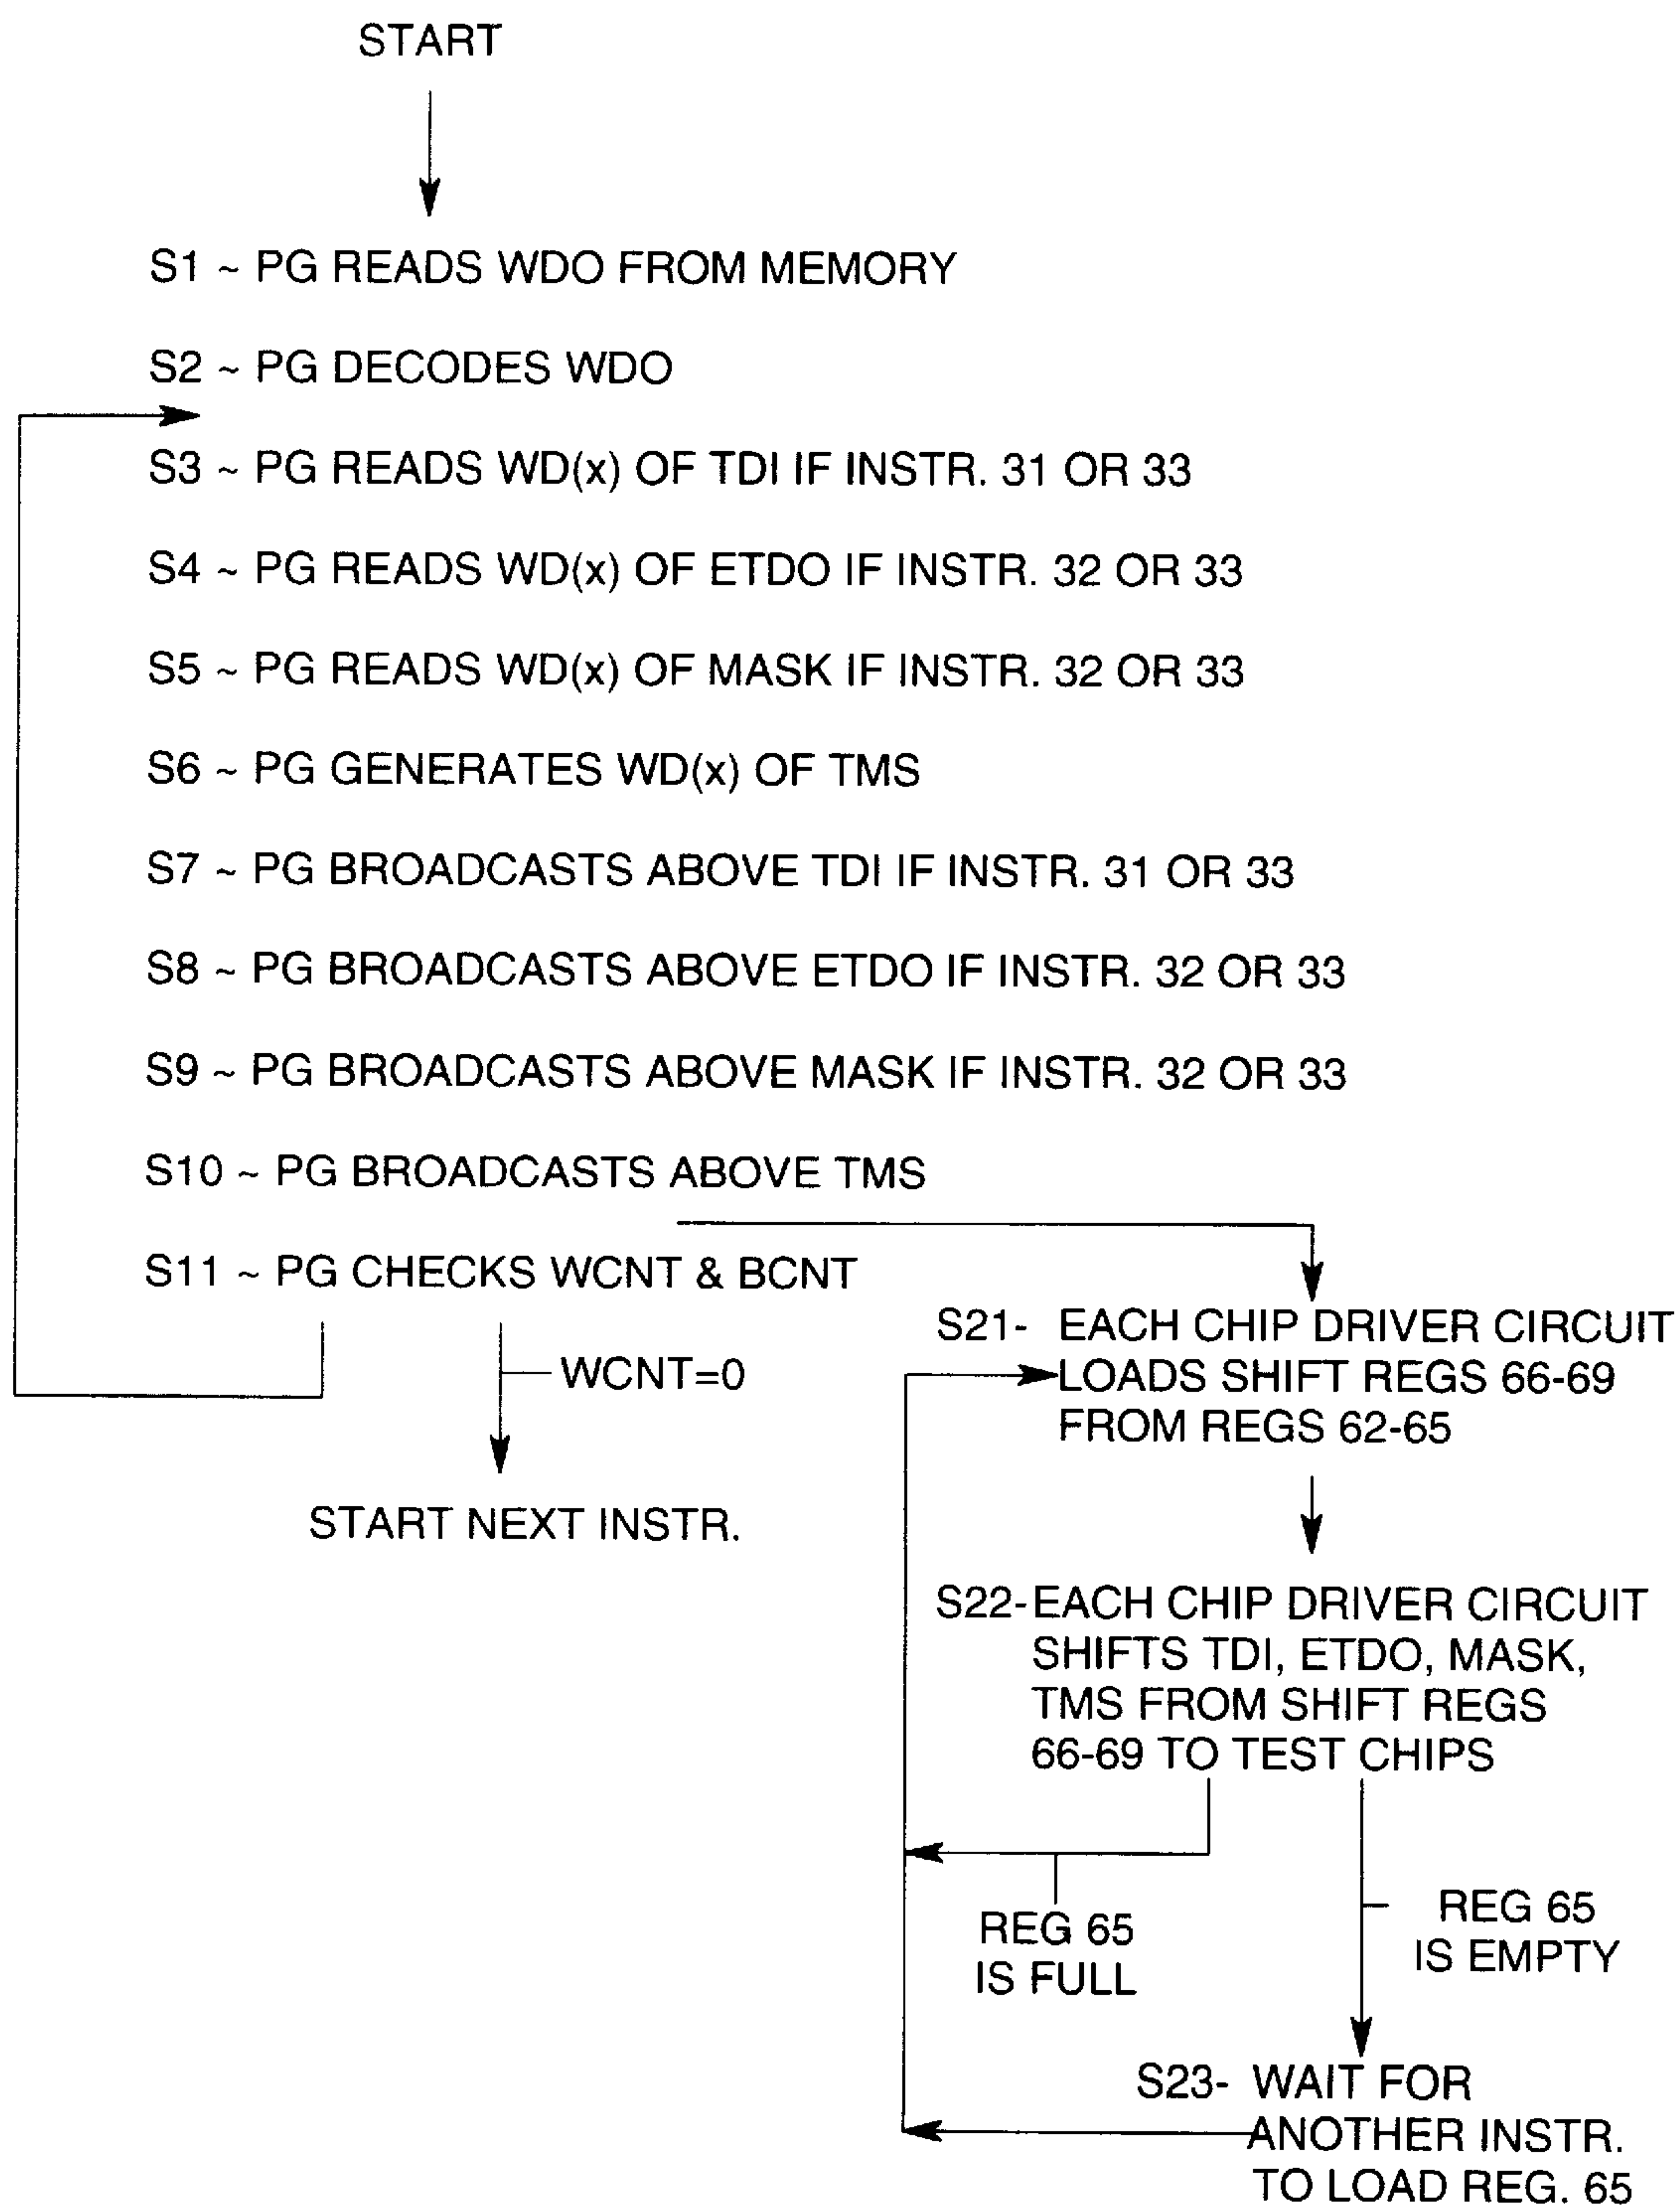 START
S1 ~ PG READS WDO FROM MEMORY
S2 ~ PG DECODES WDO
S3 ~ PG READS WD(x) OF TDI IF INSTR. 31 OR 33
S4 ~ PG READS WD(x) OF ETDO IF INSTR. 32 OR 33
S5 ~ PG READS WD(x) OF MASK IF INSTR. 32 OR 33
S6 ~ PG GENERATES WD(x) OF TMS
S7 ~ PG BROADCASTS ABOVE TDI IF INSTR. 31 OR 33
S8 ~ PG BROADCASTS ABOVE ETDO IF INSTR. 32 OR 33
S9 ~ PG BROADCASTS ABOVE MASK IF INSTR. 32 OR 33
S10 ~ PG BROADCASTS ABOVE TMS
S11 ~ PG CHECKS WCNT & BCNT
WCNT=0
START NEXT INSTR.
S21- EACH CHIP DRIVER CIRCUIT
LOADS SHIFT REGS 66-69
FROM REGS 62-65
S22-EACH CHIP DRIVER CIRCUIT
SHIFTS TDI, ETDO, MASK,
TMS FROM SHIFT REGS
66-69 TO TEST CHIPS
REG 65
IS FULL
REG 65
IS EMPTY
S23- WAIT FOR
ANOTHER INSTR.
TO LOAD REG. 65